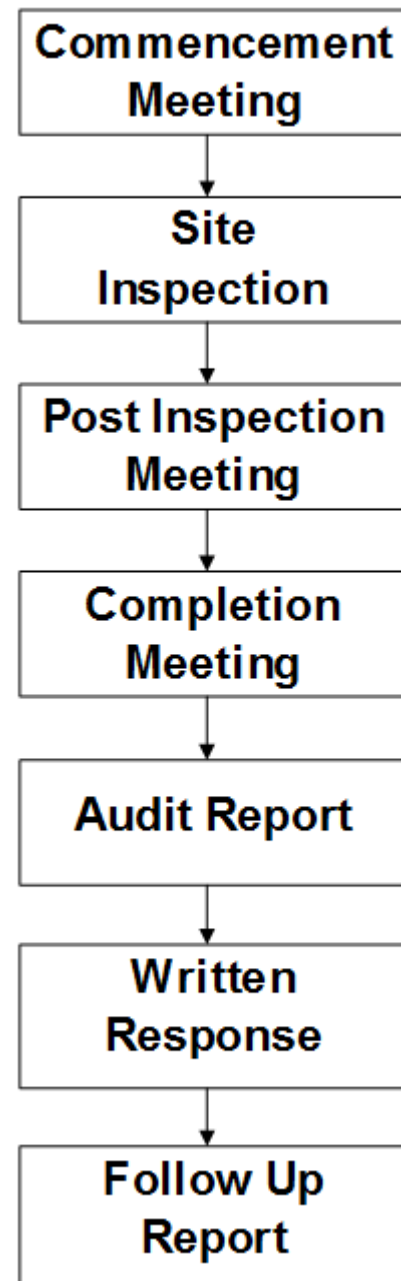 Commencement
Meeting
Site
Inspection
Post Inspection
Meeting
Completion
Meeting
Audit Report
Written
Response
Follow Up
Report